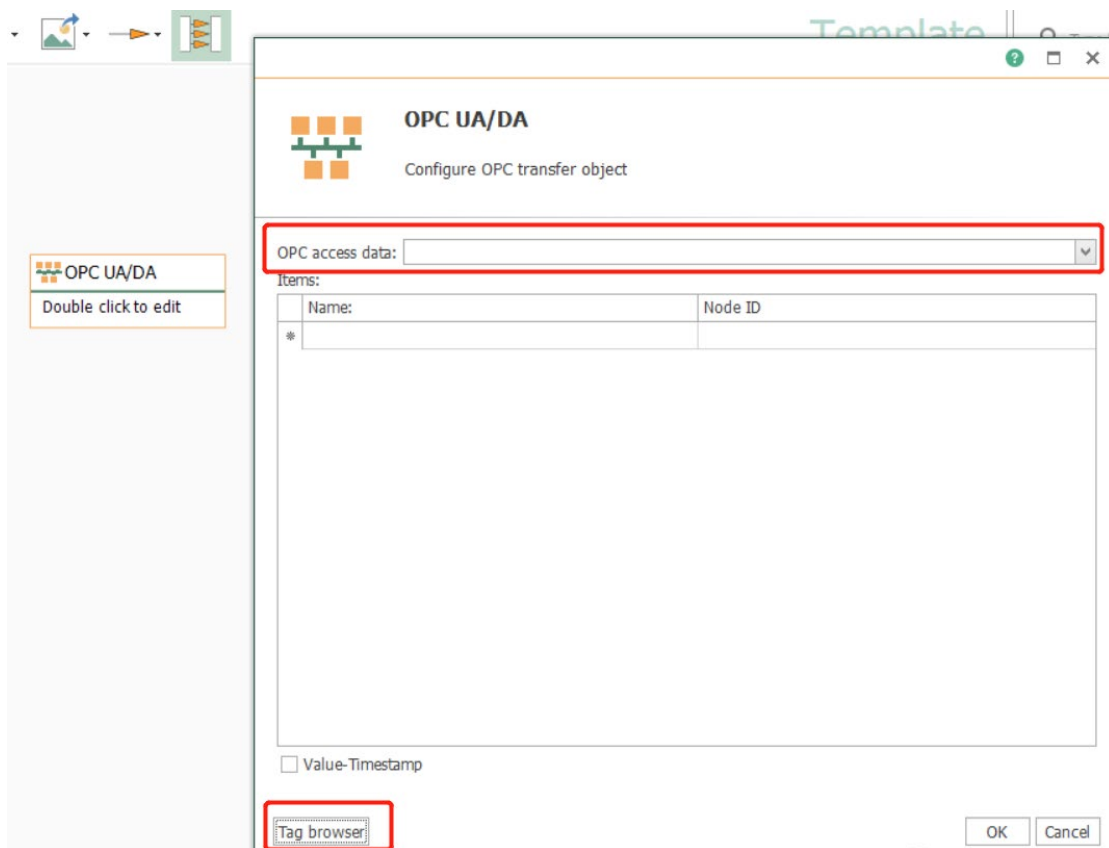 Template
OPC UA/DA
Configure OPC transfer object
OPC access data:
OPC UA/DA
Double click to edit
Items:
Name:
Node ID
Value-Timestamp
Tag browser
OK
Cancel